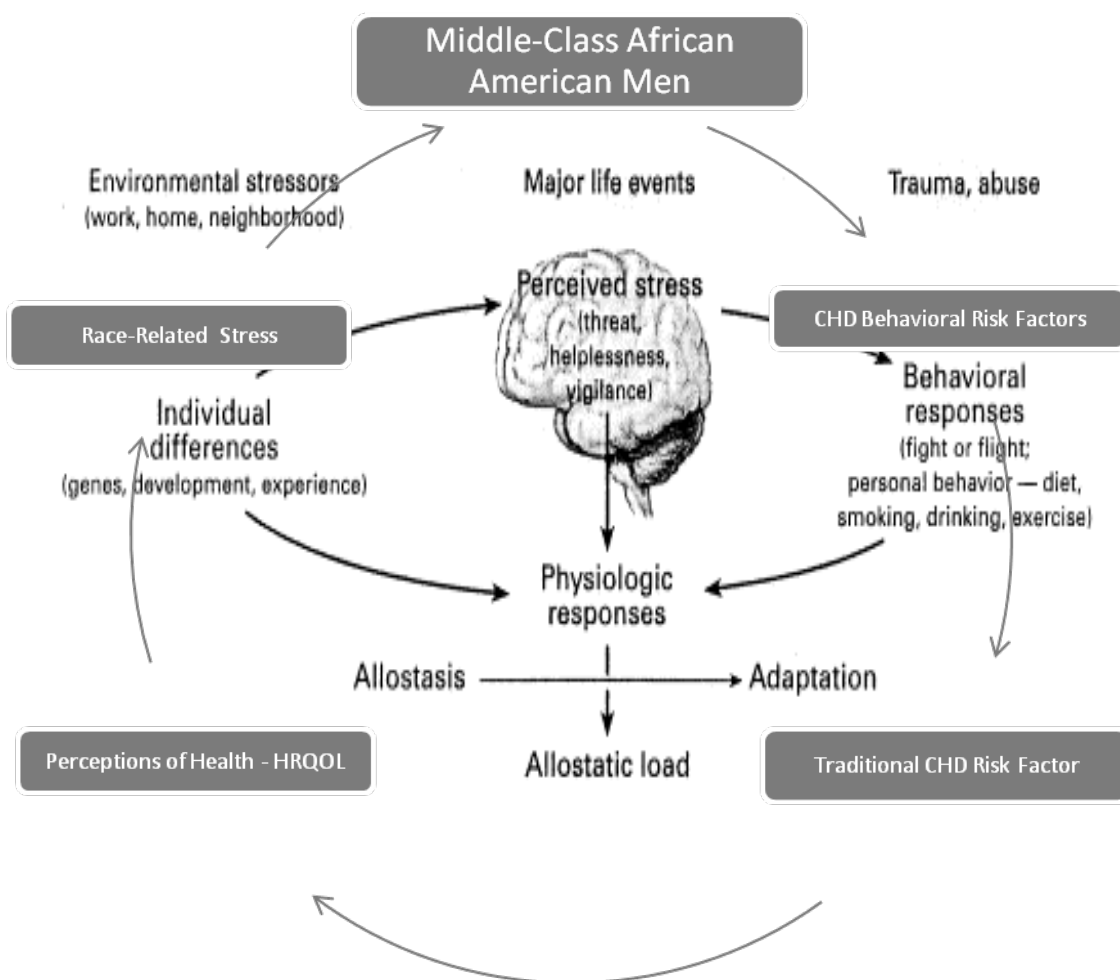 Middle-Class African
American Men
Environmental stressors
(work, home, neighborhood)
Major life events
Trauma, abuse
Perceived stress
(threat,
helplessness,
vigilance)
Race-Related Stress
CHD Behavioral Risk Factors
Individual
differences
(genes, development, experience)
Behavioral
responses
(fight or flight;
personal behavior — diet,
smoking, drinking, exercise)
Physiologic
responses
Allostasis
Adaptation
Allostatic load
Perceptions of Health - HRQOL
Traditional CHD Risk Factor